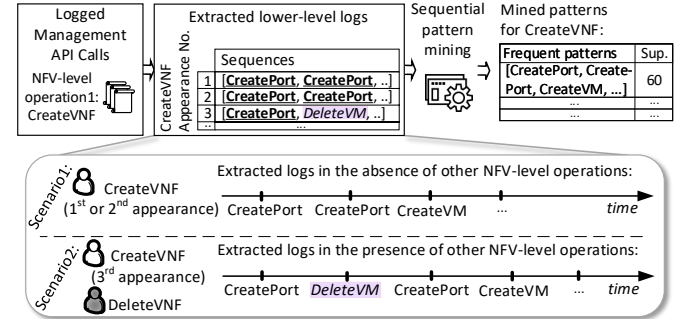 Logged
Management
API Calls
NFV-level
operation1:
CreateVNF
Extracted lower-level logs
CreateVNF
Appearance No.
Sequences
1 [CreatePort, CreatePort, ..]
2 [CreatePort, CreatePort, ..]
3 [CreatePort, DeleteVM, ..]
.. ...
Sequential
pattern
mining
Mined patterns
for CreateVNF:
Frequent patterns Sup.
[CreatePort, Create-
Port, CreateVM, ...] 60
... ...
... ...
Scenario1:
CreateVNF
(1st or 2nd appearance)
Extracted logs in the absence of other NFV-level operations:
CreatePort CreatePort CreateVM ... time
Scenario2:
CreateVNF
(3rd appearance)
DeleteVNF
Extracted logs in the presence of other NFV-level operations:
CreatePort DeleteVM CreatePort CreateVM ... time